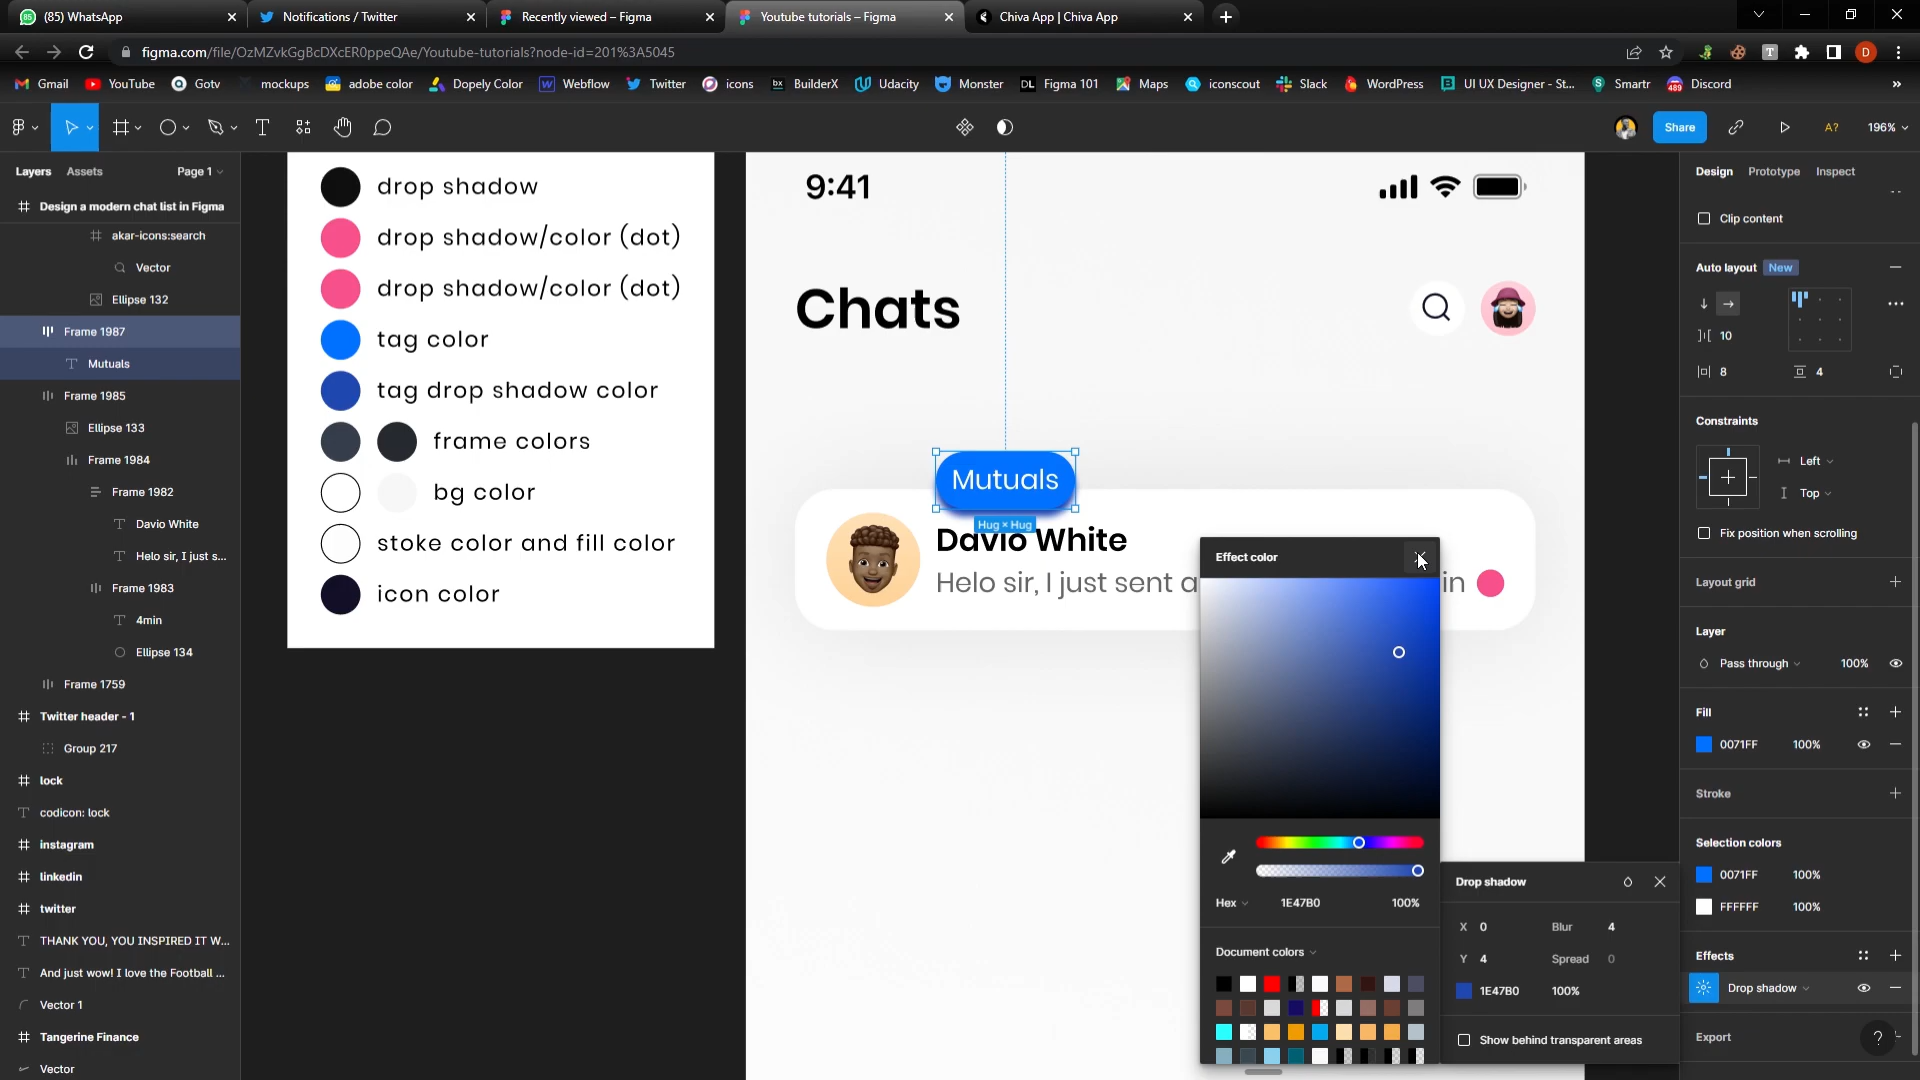 (85) WhatsApp
Notifications / Twitter
Recently viewed – Figma
Youtube tutorials – Figma
Chiva App | Chiva App
figma.com/file/OzMZvkGgBcDXcER0ppeQAe/Youtube-tutorials?node-id=201%3A5045
Gmail
YouTube
Gotv
mockups
adobe color
Dopely Color
Webflow
Twitter
icons
BuilderX
Udacity
Monster
DL Figma 101
Maps
iconscout
Slack
WordPress
UI UX Designer - St...
Smartr
Discord
Share
A?
196%
Layers
Assets
Page 1
Design a modern chat list in Figma
akar-icons:search
Vector
Ellipse 132
Frame 1987
Mutuals
Frame 1985
Ellipse 133
Frame 1984
Frame 1982
Davio White
Helo sir, I just s...
Frame 1983
4min
Ellipse 134
Frame 1759
Twitter header - 1
Group 217
lock
codicon: lock
instagram
linkedin
twitter
THANK YOU, YOU INSPIRED IT W...
And just wow! I love the Football ...
Vector 1
Tangerine Finance
Vector
drop shadow
drop shadow/color (dot)
drop shadow/color (dot)
tag color
tag drop shadow color
frame colors
bg color
stoke color and fill color
icon color
9:41
Chats
Mutuals
Hug × Hug
Davio White
Helo sir, I just sent a
in
Effect color
Hex
1E47B0
100%
Document colors
Drop shadow
X 0
Blur 4
Y 4
Spread 0
1E47B0
100%
Show behind transparent areas
Design
Prototype
Inspect
Clip content
Auto layout New
10
8
4
Constraints
Left
Top
Fix position when scrolling
Layout grid
Layer
Pass through
100%
Fill
0071FF
100%
Stroke
Selection colors
0071FF
100%
FFFFFF
100%
Effects
Drop shadow
Export
?